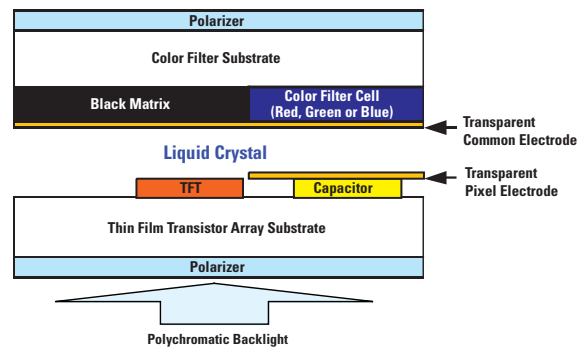 Polarizer
Color Filter Substrate
Black Matrix
Color Filter Cell
(Red, Green or Blue)
Transparent
Common Electrode
Liquid Crystal
TFT
Capacitor
Transparent
Pixel Electrode
Thin Film Transistor Array Substrate
Polarizer
Polychromatic Backlight